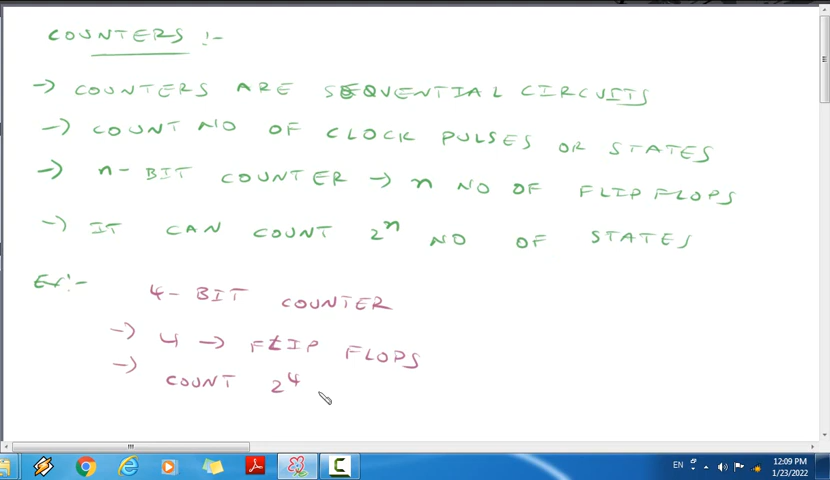 COUNTERS :-
-> COUNTERS ARE SEQUENTIAL CIRCUITS
-> COUNT NO OF CLOCK PULSES OR STATES
-> n-BIT COUNTER -> n NO OF FLIP FLOPS
-> IT CAN COUNT 2^n NO OF STATES
Ex:-
4-BIT COUNTER
-> 4 -> FLIP FLOPS
-> COUNT 2^4
EN
12:09 PM
1/23/2022